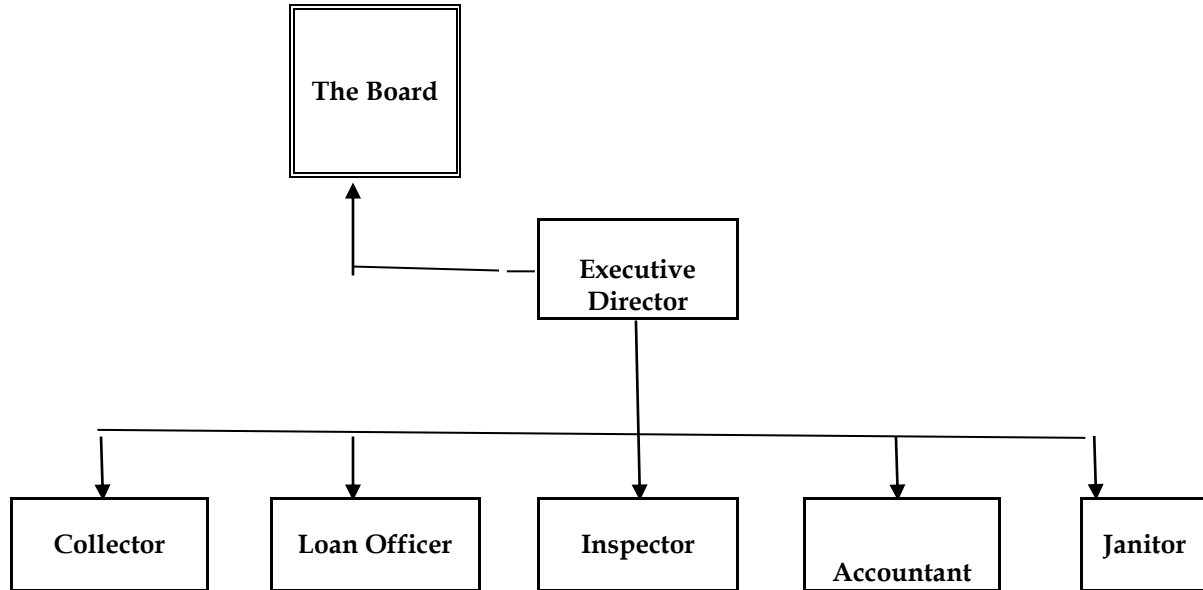 The Board
Executive
Director
Collector
Loan Officer
Inspector
Accountant
Janitor